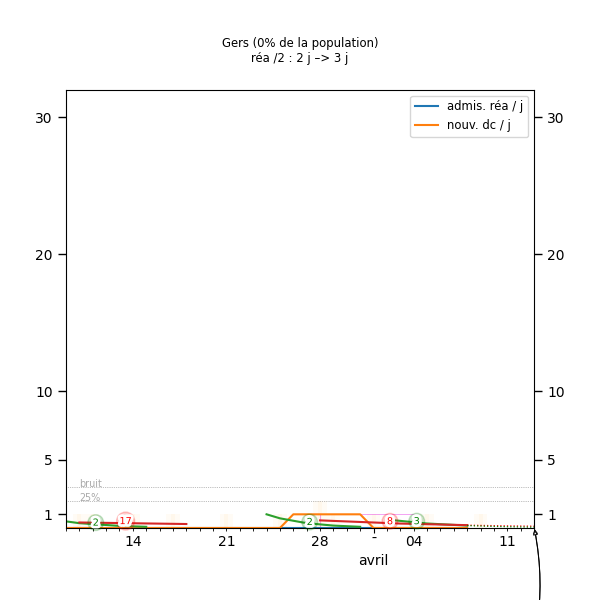 Gers (0% de la population)
réa /2 : 2 j –> 3 j
admis. réa / j
nouv. dc / j
30 30
20 20
10 10
5 5
bruit
25%
1 1
2 17 2 8 3
14 21 28 - 04 11
avril